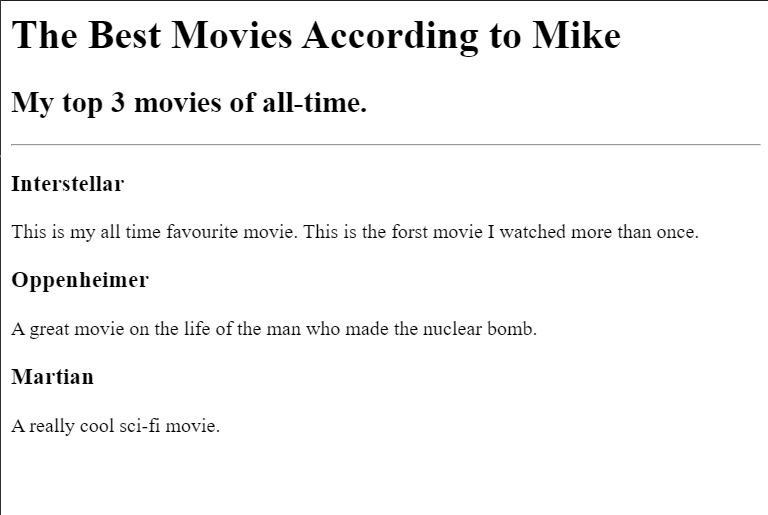 The Best Movies According to Mike
My top 3 movies of all-time.
Interstellar
This is my all time favourite movie. This is the forst movie I watched more than once.
Oppenheimer
A great movie on the life of the man who made the nuclear bomb.
Martian
A really cool sci-fi movie.